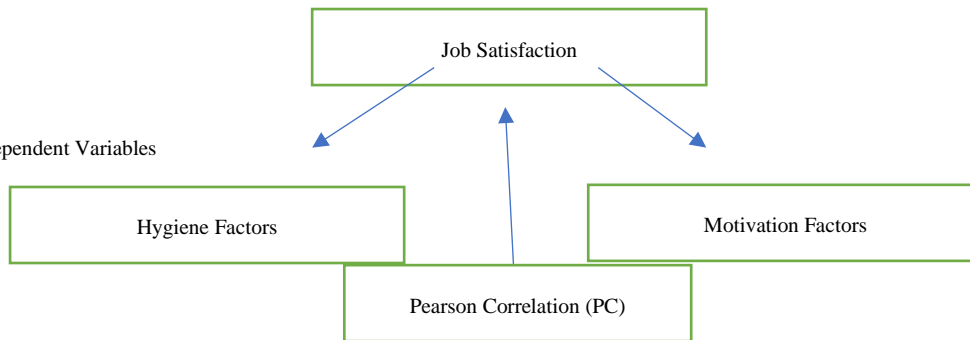 Job Satisfaction
ependent Variables
Hygiene Factors
Motivation Factors
Pearson Correlation (PC)